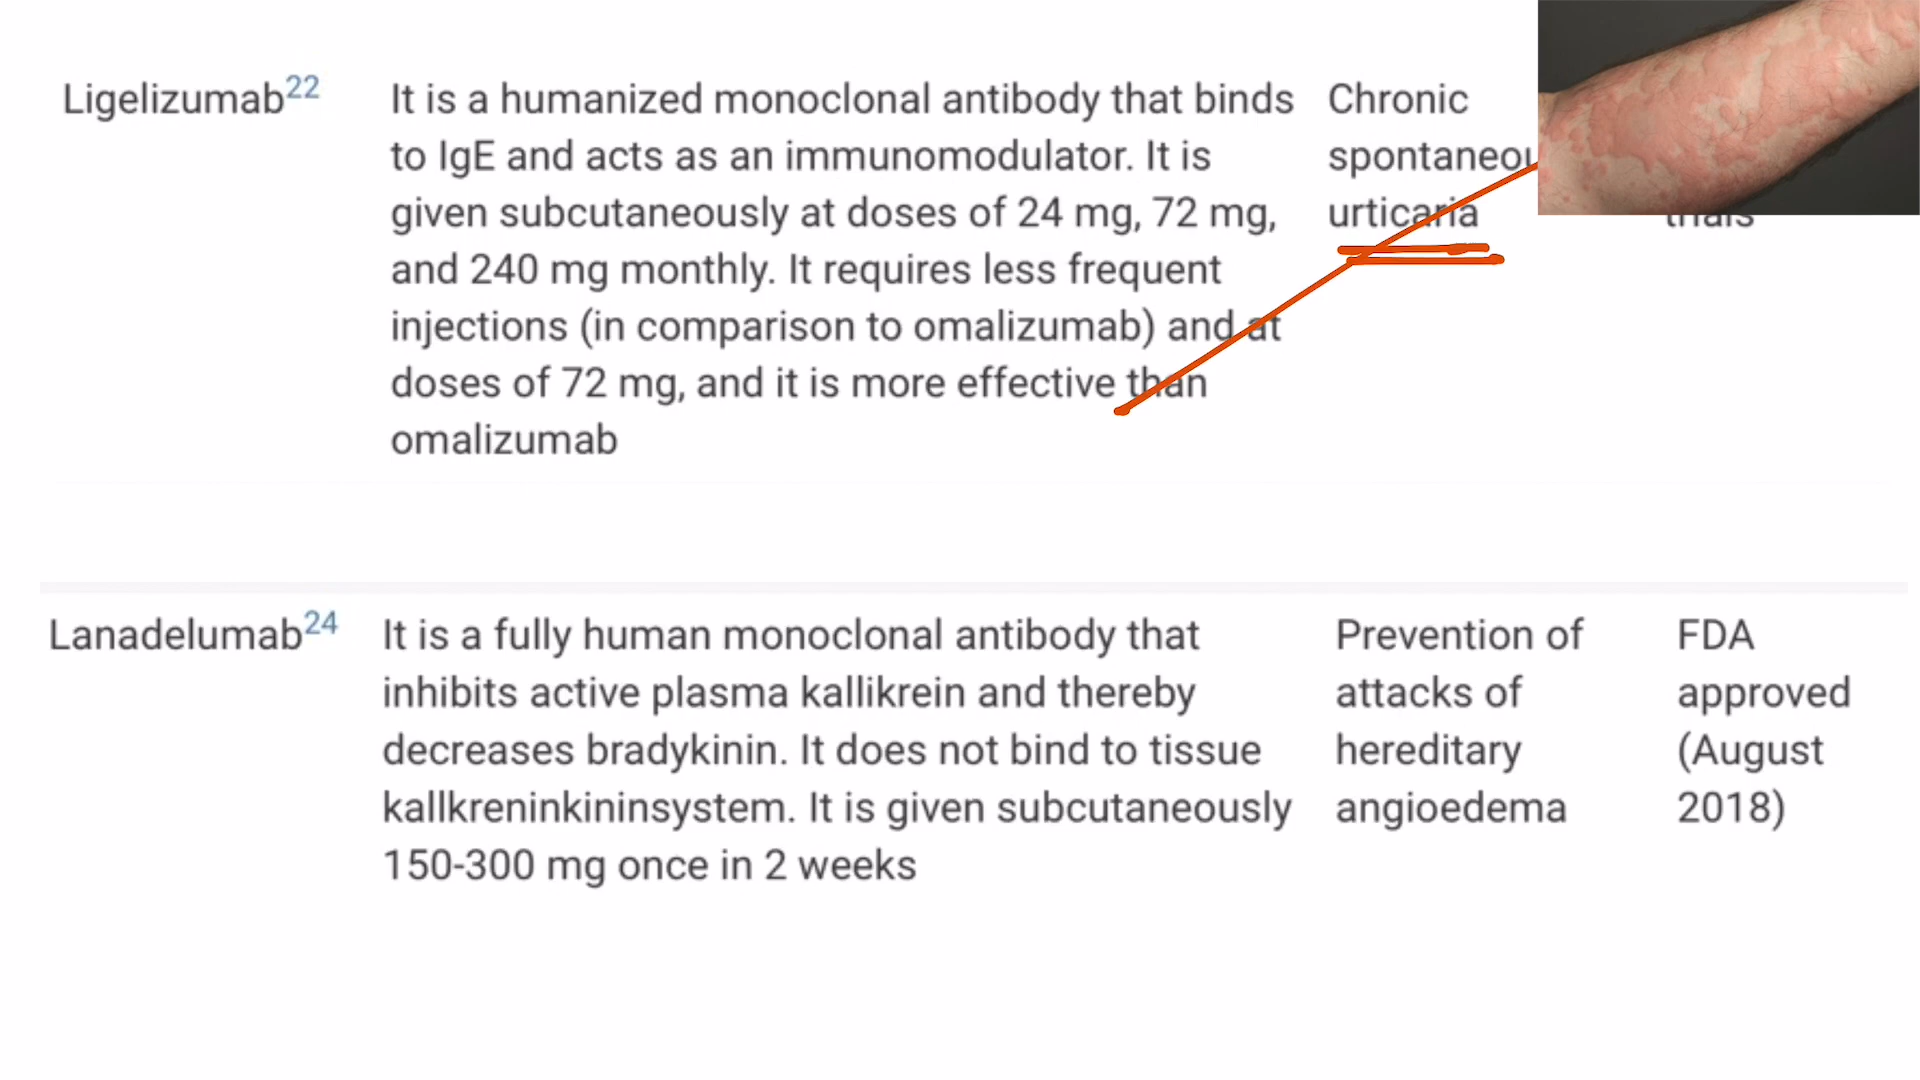 Ligelizumab22
It is a humanized monoclonal antibody that binds
to IgE and acts as an immunomodulator. It is
given subcutaneously at doses of 24 mg, 72 mg,
and 240 mg monthly. It requires less frequent
injections (in comparison to omalizumab) and at
doses of 72 mg, and it is more effective than
omalizumab
Chronic
urticaria
Lanadelumab24
It is a fully human monoclonal antibody that
inhibits active plasma kallikrein and thereby
decreases bradykinin. It does not bind to tissue
kallkreninkininsystem. It is given subcutaneously
150-300 mg once in 2 weeks
Prevention of
attacks of
hereditary
angioedema
FDA
approved
(August
2018)